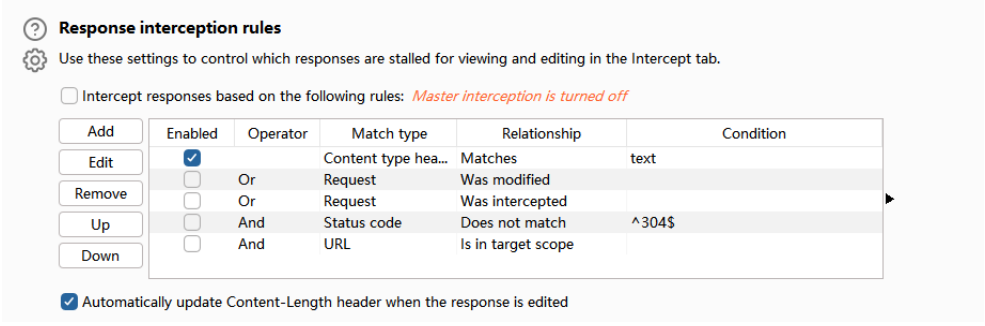 Response interception rules
Use these settings to control which responses are stalled for viewing and editing in the Intercept tab.
Intercept responses based on the following rules: Master interception is turned off
Add
Edit
Remove
Up
Down
Enabled Operator Match type Relationship Condition
Content type hea... Matches text
Or Request Was modified
Or Request Was intercepted
And Status code Does not match ^304$
And URL Is in target scope
Automatically update Content-Length header when the response is edited